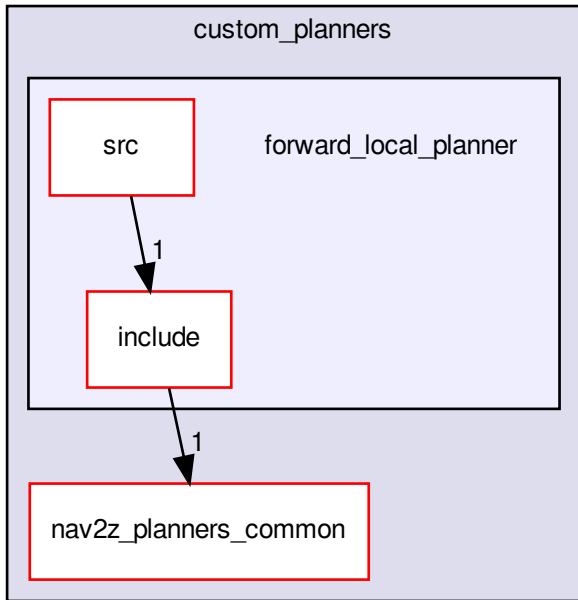 custom_planners
src
forward_local_planner
1
include
1
nav2z_planners_common